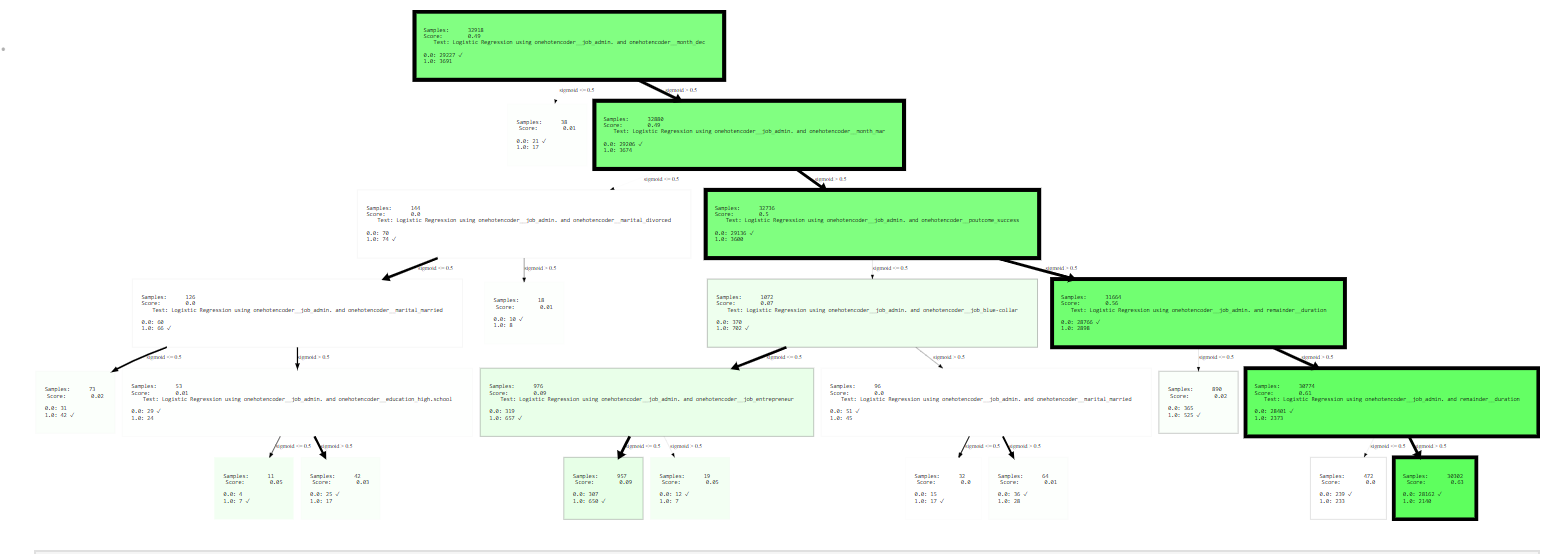 Samples: 32918
Score: 0.49
Test: Logistic Regression using onehotencoder__job_admin. and onehotencoder__month_dec
0.0: 29227 ✓
1.0: 3691
sigmoid <= 0.5
sigmoid > 0.5
Samples: 38
Score: 0.01
0.0: 21 ✓
1.0: 17
Samples: 32880
Score: 0.49
Test: Logistic Regression using onehotencoder__job_admin. and onehotencoder__month_mar
0.0: 29206 ✓
1.0: 3674
sigmoid <= 0.5
sigmoid > 0.5
Samples: 144
Score: 0.0
Test: Logistic Regression using onehotencoder__job_admin. and onehotencoder__marital_divorced
0.0: 70
1.0: 74 ✓
Samples: 32736
Score: 0.5
Test: Logistic Regression using onehotencoder__job_admin. and onehotencoder__poutcome_success
0.0: 29136 ✓
1.0: 3600
sigmoid <= 0.5
sigmoid > 0.5
sigmoid <= 0.5
sigmoid > 0.5
Samples: 126
Score: 0.0
Test: Logistic Regression using onehotencoder__job_admin. and onehotencoder__marital_married
0.0: 60
1.0: 66 ✓
Samples: 18
Score: 0.01
0.0: 10 ✓
1.0: 8
Samples: 1072
Score: 0.07
Test: Logistic Regression using onehotencoder__job_admin. and onehotencoder__job_blue-collar
0.0: 370
1.0: 702 ✓
Samples: 31664
Score: 0.56
Test: Logistic Regression using onehotencoder__job_admin. and remainder__duration
0.0: 28766 ✓
1.0: 2898
sigmoid <= 0.5
sigmoid > 0.5
sigmoid <= 0.5
sigmoid > 0.5
sigmoid <= 0.5
sigmoid > 0.5
Samples: 73
Score: 0.02
0.0: 31
1.0: 42 ✓
Samples: 53
Score: 0.01
Test: Logistic Regression using onehotencoder__job_admin. and onehotencoder__education_high.school
0.0: 29 ✓
1.0: 24
Samples: 976
Score: 0.09
Test: Logistic Regression using onehotencoder__job_admin. and onehotencoder__job_entrepreneur
0.0: 319
1.0: 657 ✓
Samples: 96
Score: 0.0
Test: Logistic Regression using onehotencoder__job_admin. and onehotencoder__marital_married
0.0: 51 ✓
1.0: 45
Samples: 890
Score: 0.02
0.0: 365
1.0: 525 ✓
Samples: 30774
Score: 0.61
Test: Logistic Regression using onehotencoder__job_admin. and remainder__duration
0.0: 28401 ✓
1.0: 2373
sigmoid <= 0.5
sigmoid > 0.5
sigmoid <= 0.5
sigmoid > 0.5
sigmoid <= 0.5
sigmoid > 0.5
sigmoid <= 0.5
sigmoid > 0.5
Samples: 11
Score: 0.05
0.0: 4
1.0: 7 ✓
Samples: 42
Score: 0.03
0.0: 25 ✓
1.0: 17
Samples: 957
Score: 0.09
0.0: 307
1.0: 650 ✓
Samples: 19
Score: 0.05
0.0: 12 ✓
1.0: 7
Samples: 32
Score: 0.0
0.0: 15
1.0: 17 ✓
Samples: 64
Score: 0.01
0.0: 36 ✓
1.0: 28
Samples: 472
Score: 0.0
0.0: 239 ✓
1.0: 233
Samples: 30302
Score: 0.63
0.0: 28162 ✓
1.0: 2140